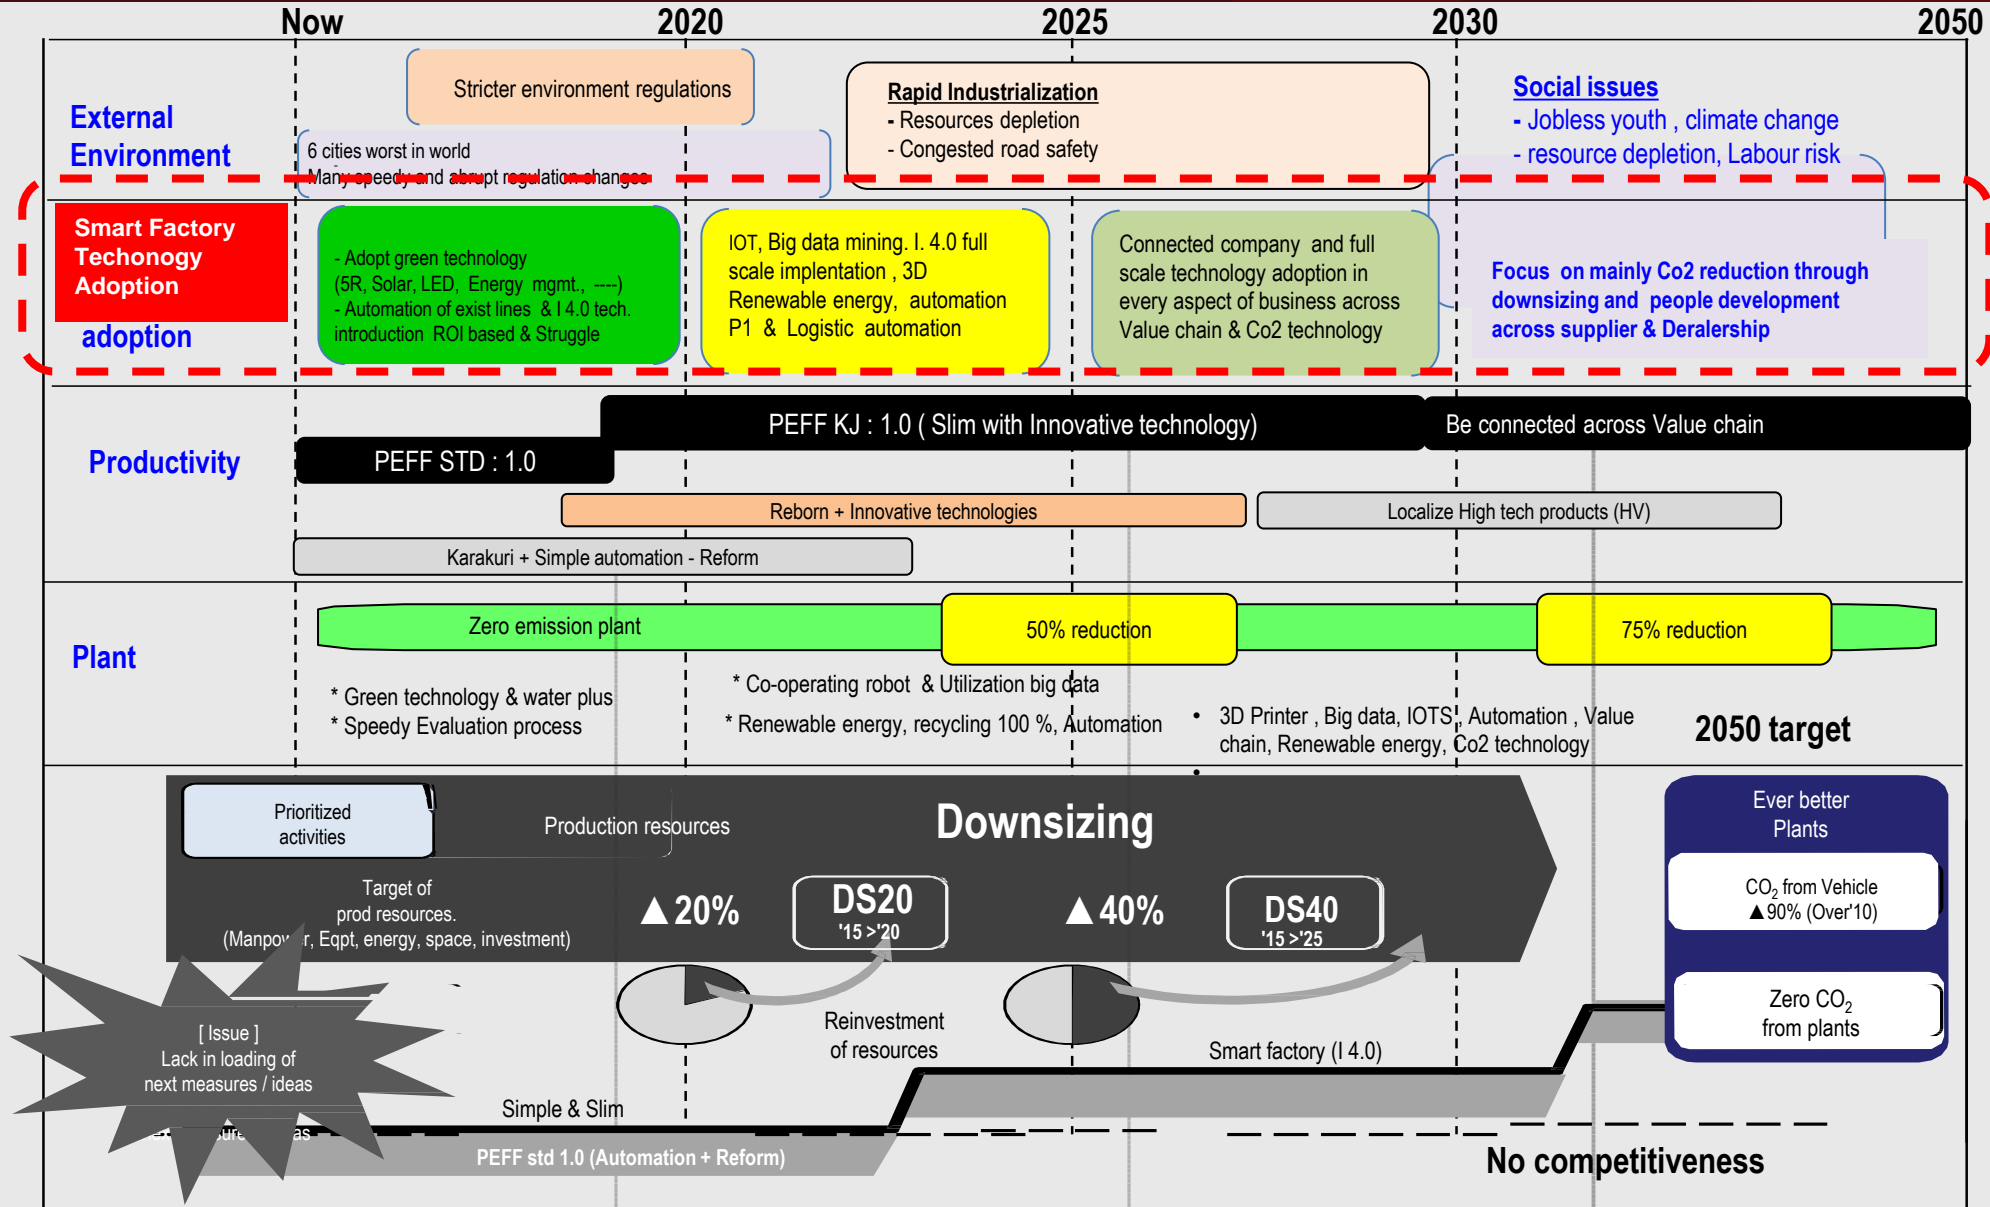 Now 2020 2025 2030 2050
External
Environment
Stricter environment regulations
6 cities worst in world
Many speedy and abrupt regulation changes
Rapid Industrialization
- Resources depletion
- Congested road safety
Social issues
- Jobless youth , climate change
- resource depletion, Labour risk
Smart Factory
Techonogy
Adoption
adoption
- Adopt green technology
(5R, Solar, LED, Energy mgmt., ----)
- Automation of exist lines & I 4.0 tech.
introduction ROI based & Struggle
IOT, Big data mining. I. 4.0 full
scale implentation , 3D
Renewable energy, automation
P1 & Logistic automation
Connected company and full
scale technology adoption in
every aspect of business across
Value chain & Co2 technology
Focus on mainly Co2 reduction through
downsizing and people development
across supplier & Deralership
Productivity
PEFF STD : 1.0
PEFF KJ : 1.0 ( Slim with Innovative technology)
Be connected across Value chain
Reborn + Innovative technologies
Localize High tech products (HV)
Karakuri + Simple automation - Reform
Plant
Zero emission plant
50% reduction
75% reduction
* Green technology & water plus
* Speedy Evaluation process
* Co-operating robot & Utilization big data
* Renewable energy, recycling 100 %, Automation
• 3D Printer , Big data, IOTS , Automation , Value
chain, Renewable energy, Co2 technology
•
2050 target
Prioritized
activities
Production resources
Downsizing
Target of
prod resources.
(Manpower, Eqpt, energy, space, investment)
▲20%
DS20
'15 >'20
▲40%
DS40
'15 >'25
Ever better
Plants
CO2 from Vehicle
▲90% (Over'10)
Zero CO2
from plants
[ Issue ]
Lack in loading of
next measures / ideas
Reinvestment
of resources
Smart factory (I 4.0)
Simple & Slim
PEFF std 1.0 (Automation + Reform)
No competitiveness